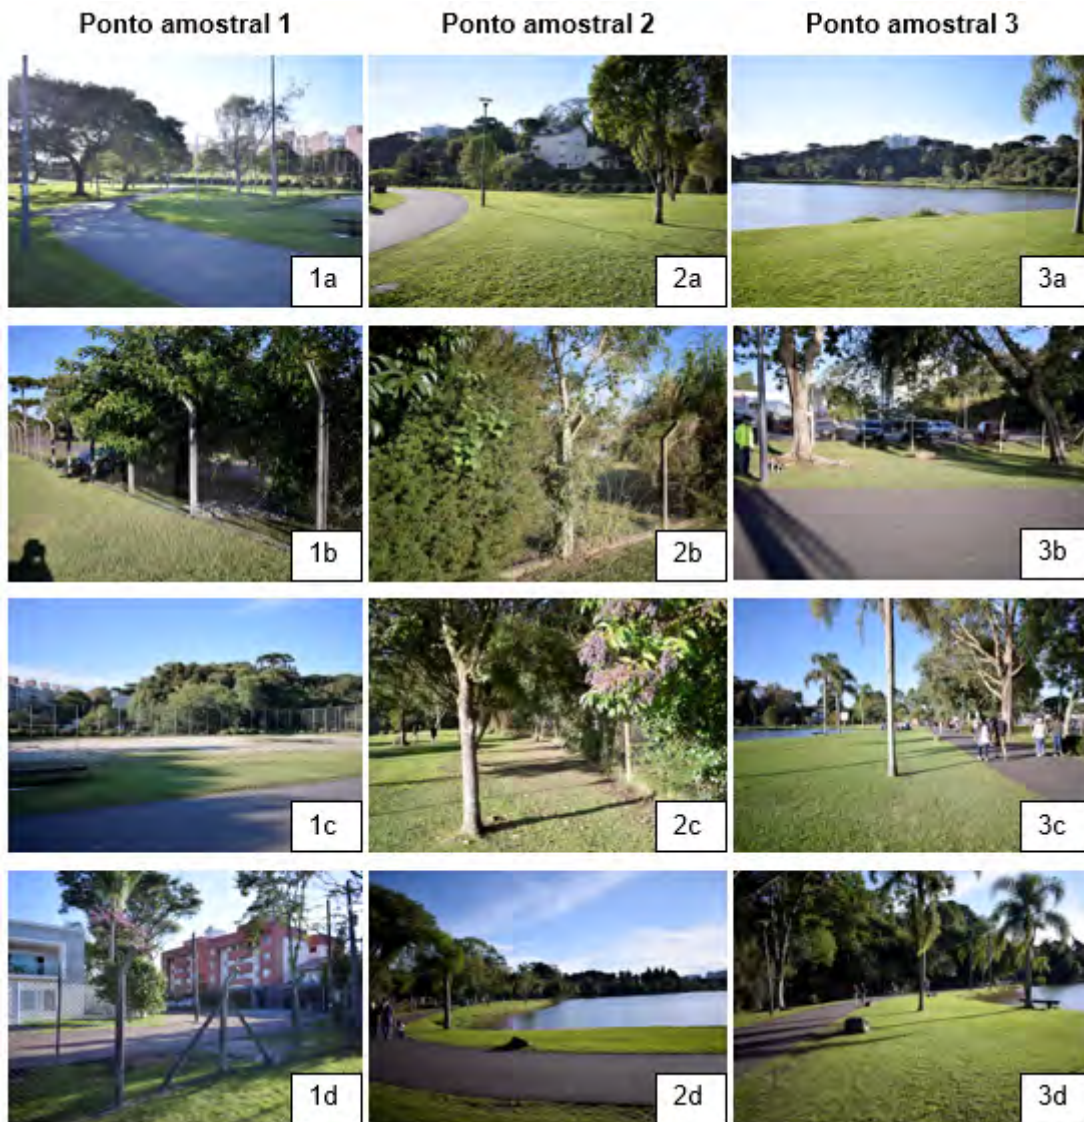 Ponto amostral 1 Ponto amostral 2 Ponto amostral 3
1a 2a 3a
1b 2b 3b
1c 2c 3c
1d 2d 3d